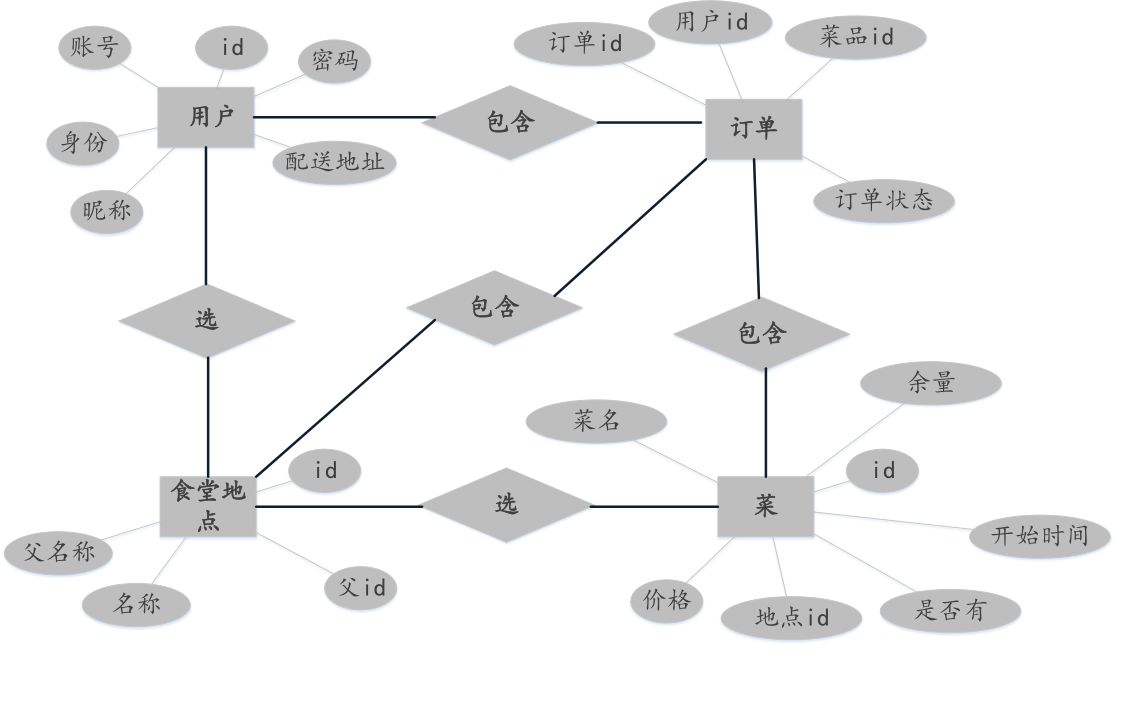 用户id
菜品id
账号
id
订单id
密码
用户
包含
订单
身份
配送地址
订单状态
昵称
选
包含
包含
余量
菜名
id
id
食堂地
点
选
菜
开始时间
父名称
父id
名称
价格
地点id
是否有